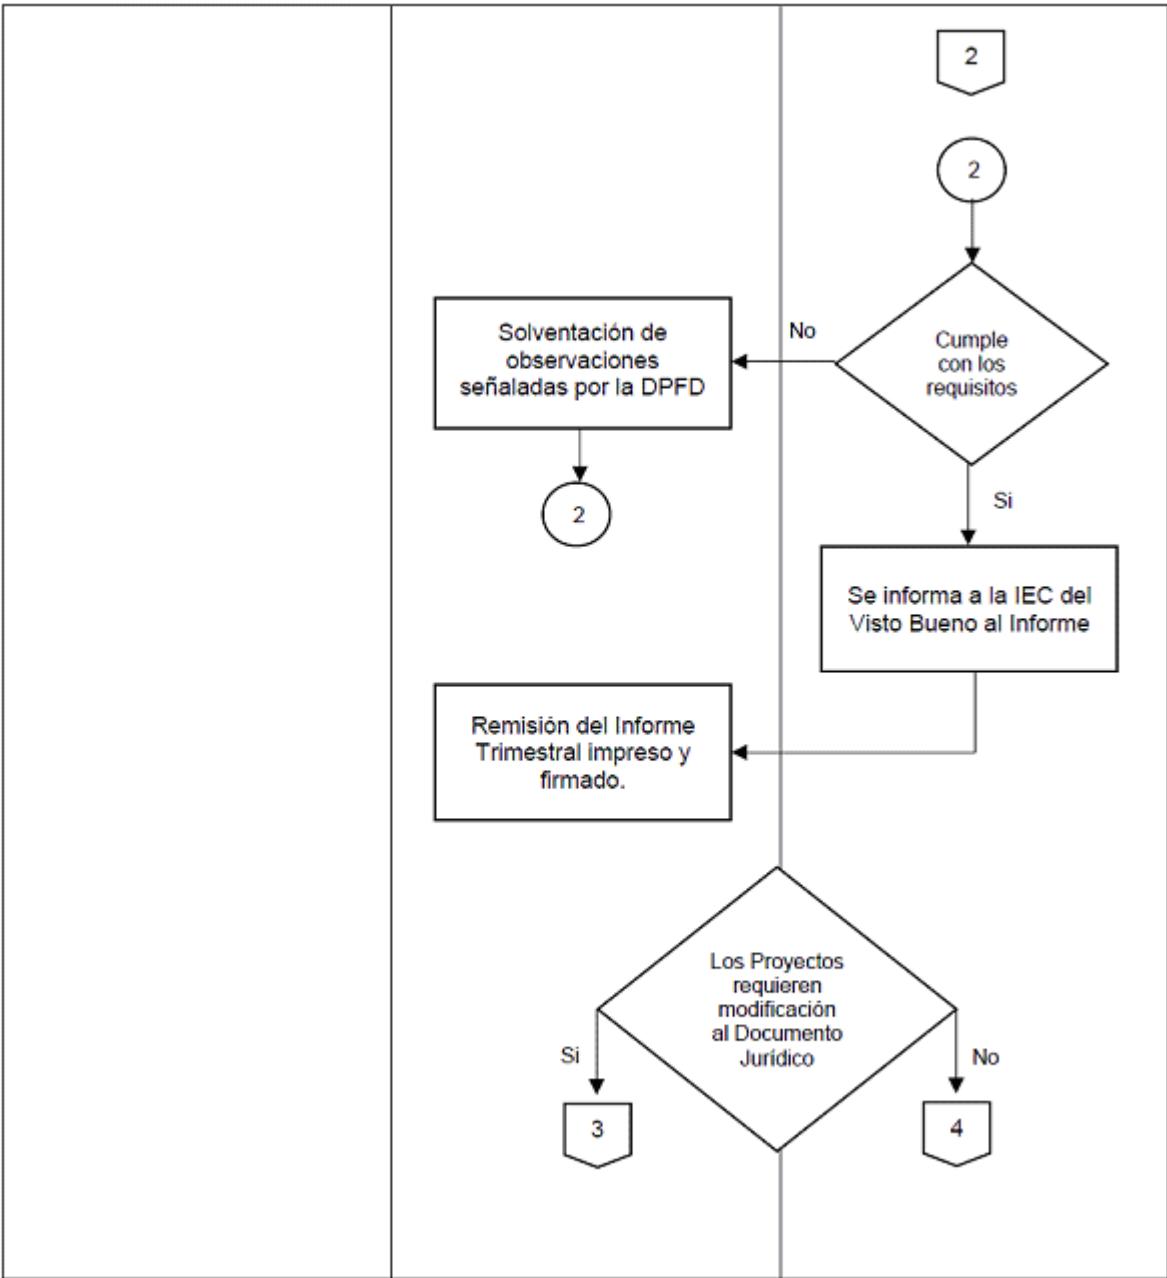 2
2
No
Cumple
con los
requisitos
Solventación de
observaciones
señaladas por la DPFD
2
Si
Se informa a la IEC del
Visto Bueno al Informe
Remisión del Informe
Trimestral impreso y
firmado.
Los Proyectos
requieren
modificación
al Documento
Jurídico
Si
No
3
4